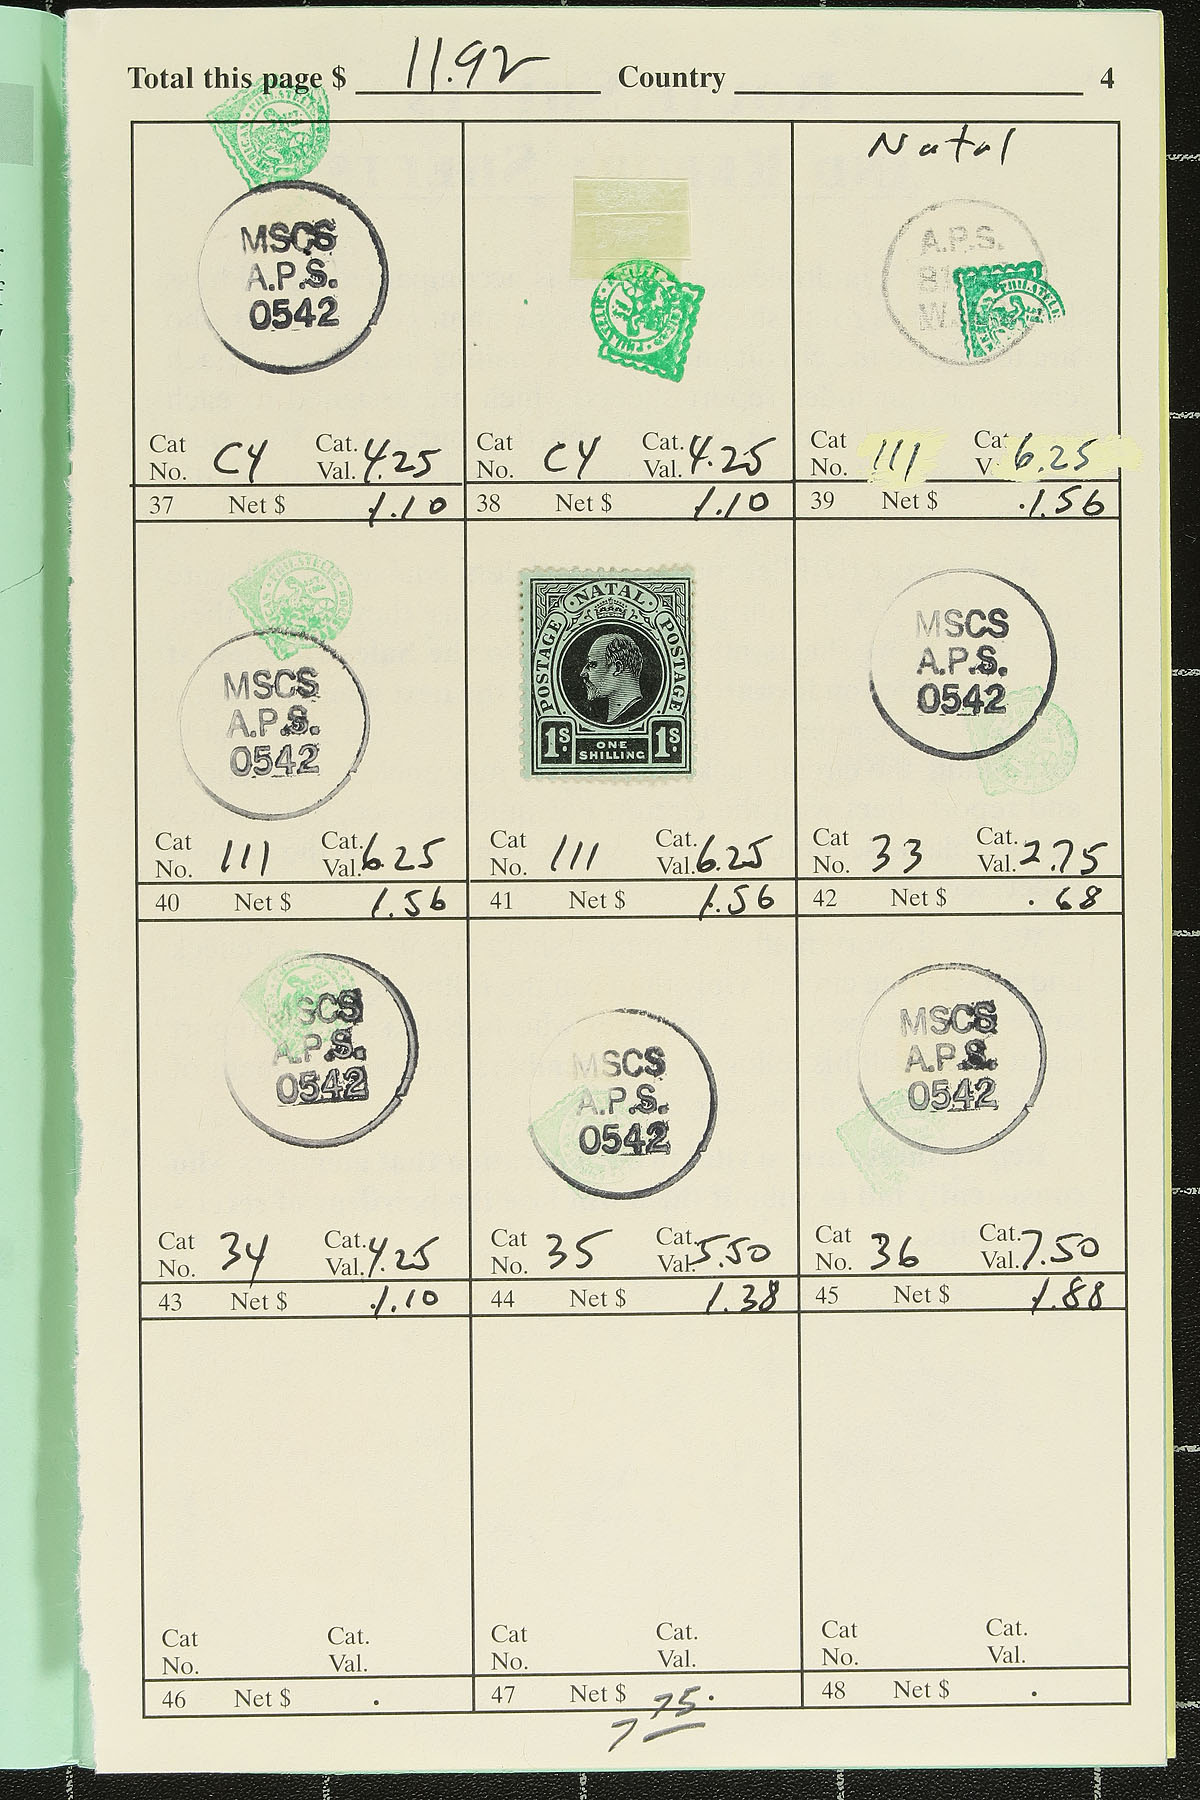 Total this page $ 11.92 Country 4
Natal
MSCS
A.P.S.
0542
A.P.S.
PHILATELIC
Cat No. C4 Cat. Val. 4.25
37 Net $ 1.10
Cat No. C4 Cat. Val. 4.25
38 Net $ 1.10
Cat No. 111 Cat. V 6.25
39 Net $ .1.56
MSCS
A.P.S.
0542
NATAL
POSTAGE
POSTAGE
1S.
ONE
SHILLING
1S.
MSCS
A.P.S.
0542
Cat No. 111 Cat. Val. 6.25
40 Net $ 1.56
Cat No. 111 Cat. Val. 6.25
41 Net $ 1.56
Cat No. 33 Cat. Val. 2.75
42 Net $ .68
MSCS
A.P.S.
0542
MSCS
A.P.S.
0542
MSCS
A.P.S.
0542
Cat No. 34 Cat. Val. 4.25
43 Net $ 1.10
Cat No. 35 Cat. Val. 5.50
44 Net $ 1.38
Cat No. 36 Cat. Val. 7.50
45 Net $ 1.88
Cat No. Cat. Val.
46 Net $ .
Cat No. Cat. Val.
47 Net $ .
Cat No. Cat. Val.
48 Net $ .
7 75